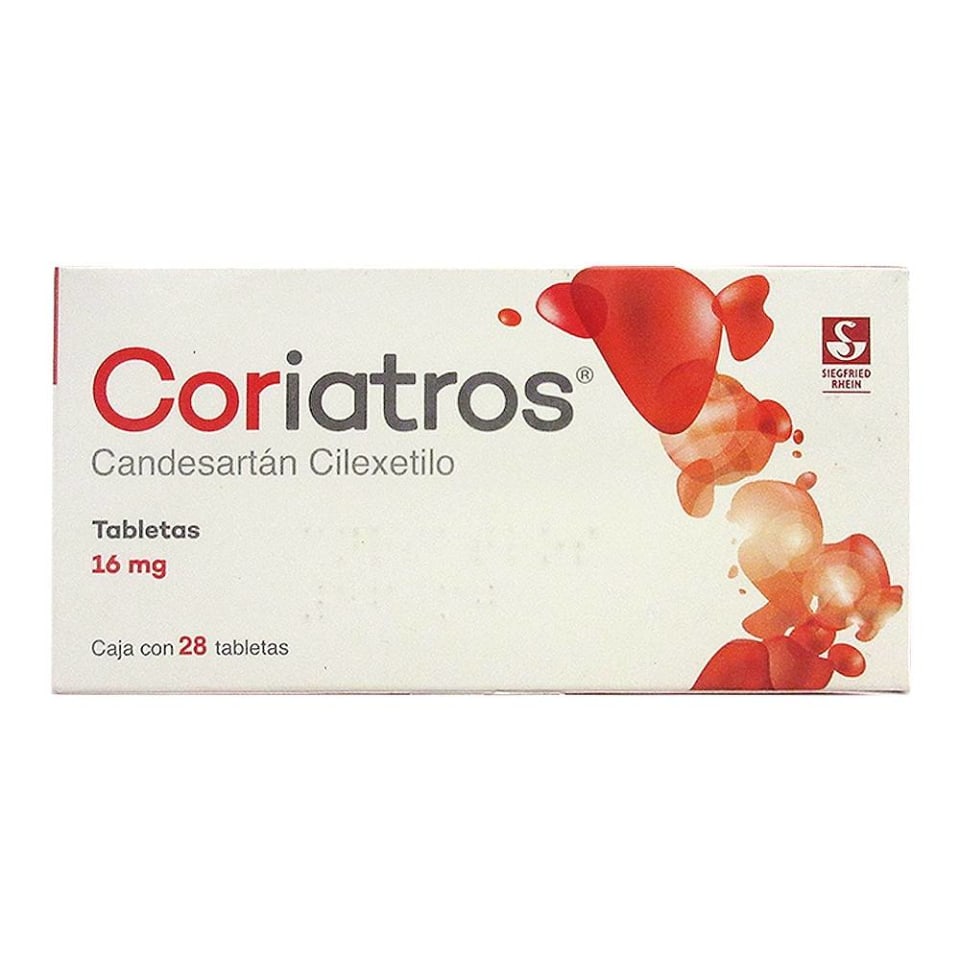 Coriatros®
Candesartán Cilexetilo
Tabletas
16 mg
Caja con 28 tabletas
S
SIEGFRIED
RHEIN